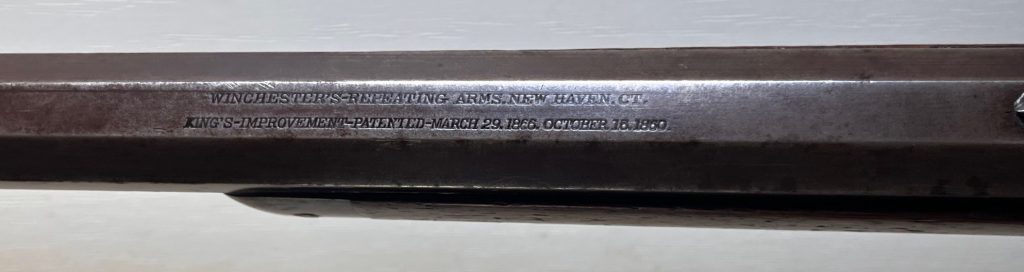 WINCHESTER'S-REPEATING ARMS. NEW HAVEN. CT.
KING'S-IMPROVEMENT-PATENTED-MARCH 29. 1866. OCTOBER 16. 1860.